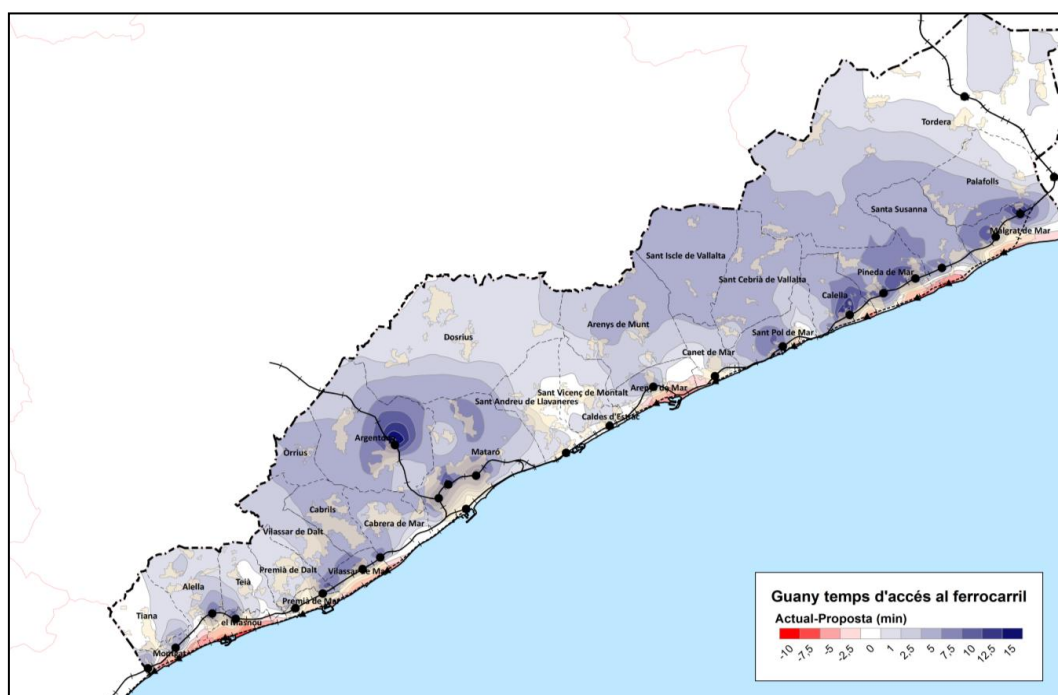 Tordera
Palafolls
Santa Susanna
Malgrat de Mar
Sant Iscle de Vallalta
Pineda de Mar
Sant Cebrià de Vallalta
Calella
Arenys de Munt
Sant Pol de Mar
Dosrius
Canet de Mar
Arenys de Mar
Sant Vicenç de Montalt
Sant Andreu de Llavaneres
Caldes d'Estrac
Argentona
Òrrius
Mataró
Cabrils
Cabrera de Mar
Vilassar de Dalt
Premià de Dalt
Vilassar de Mar
Teià
Alella
Premià de Mar
Tiana
el Masnou
Montgat
Guany temps d'accés al ferrocarril
Actual-Proposta (min)
-10 -7,5 -5 -2,5 0 1 2,5 5 7,5 10 12,5 15